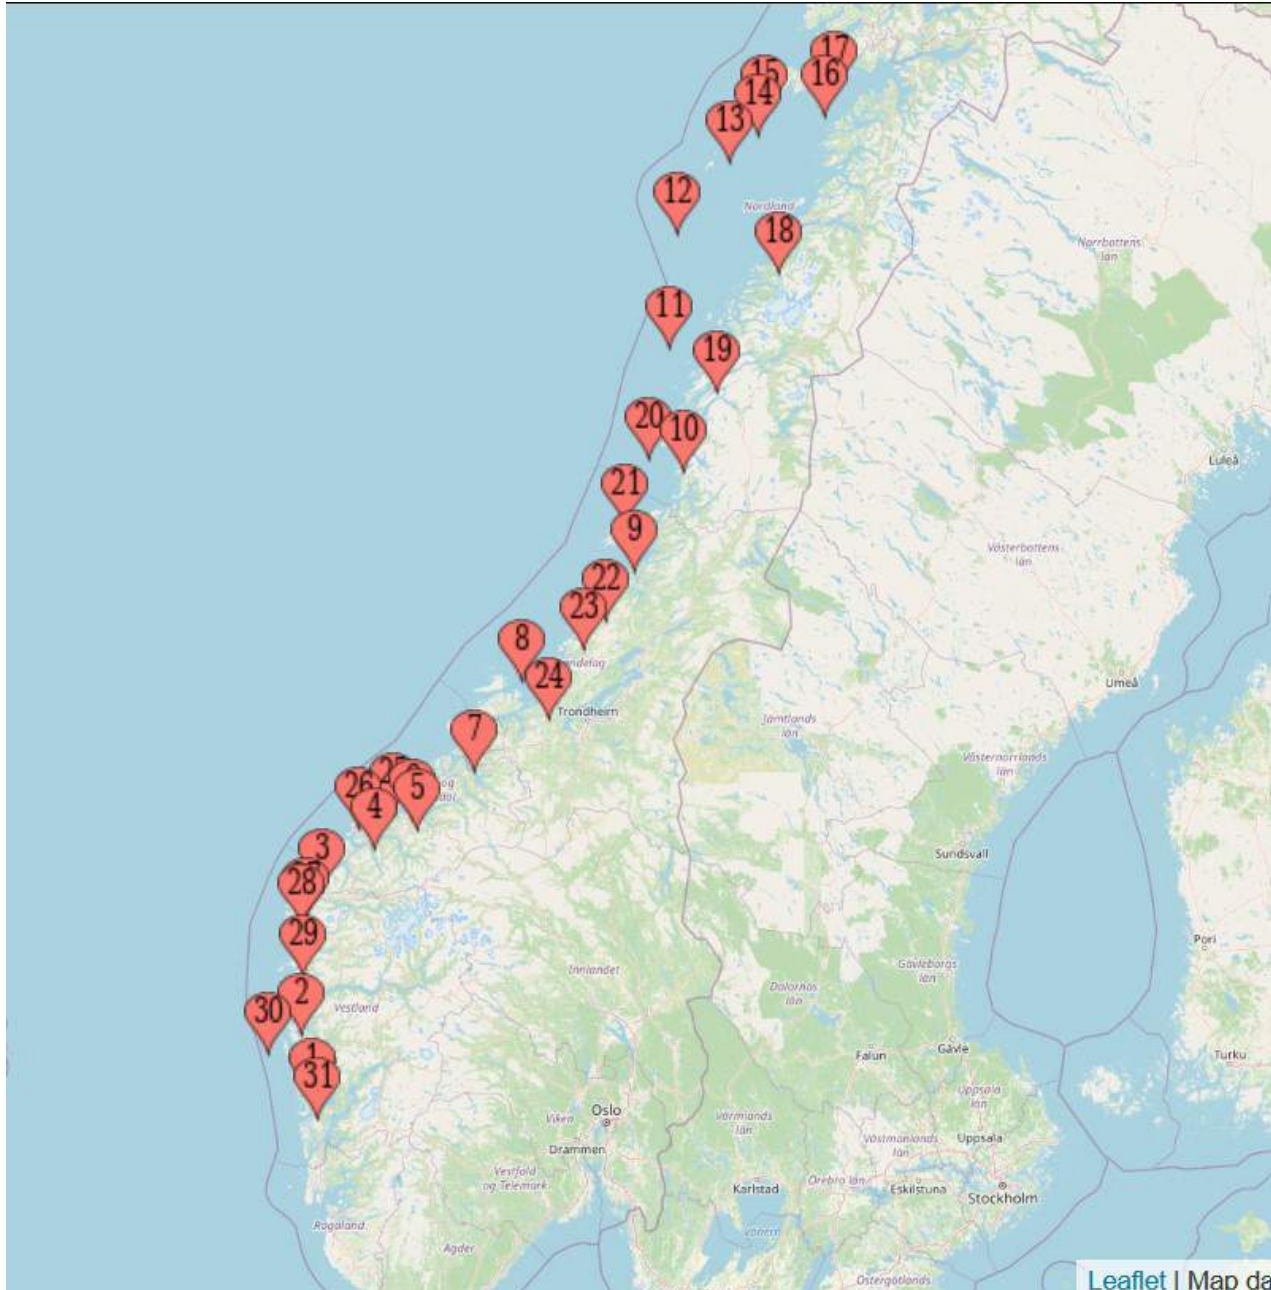 17
15
16
14
13
12
Nordland
18
Norrbottens
län
11
19
20
10
Luleå
21
9
Västerbottens
län
22
23
8
24
Trondheim
Umeå
7
Jämtlands
län
Västernorrlands
län
25
26
5
og
4
3
Sundsvall
28
29
Pori
Gävleborgs
län
Innlandet
Dalarnas
län
2
30
Vestland
1
31
Falun
Gävle
Turku
Uppsala
län
Oslo
Viken
Värmlands
län
Västmanlands
län
Uppsala
Drammen
Vestfold
og Telemark
Karlstad
Örebro län
Eskilstuna
Stockholm
Rogaland
Agder
Östergötlands
Leaflet | Map da